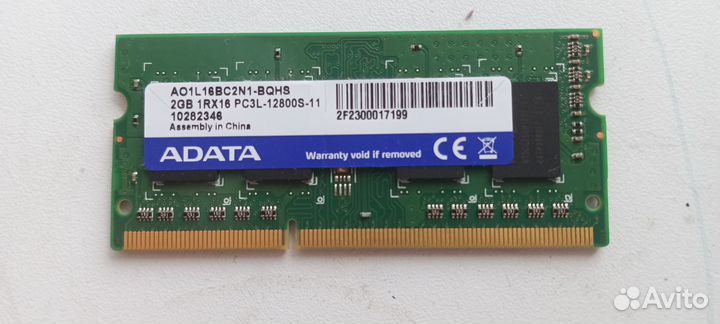 AO1L16BC2N1-BQHS
2GB 1RX16 PC3L-12800S-11
10282346
Assembly in China
2F2300017199
ADATA
Warranty void if removed
CE
Avito